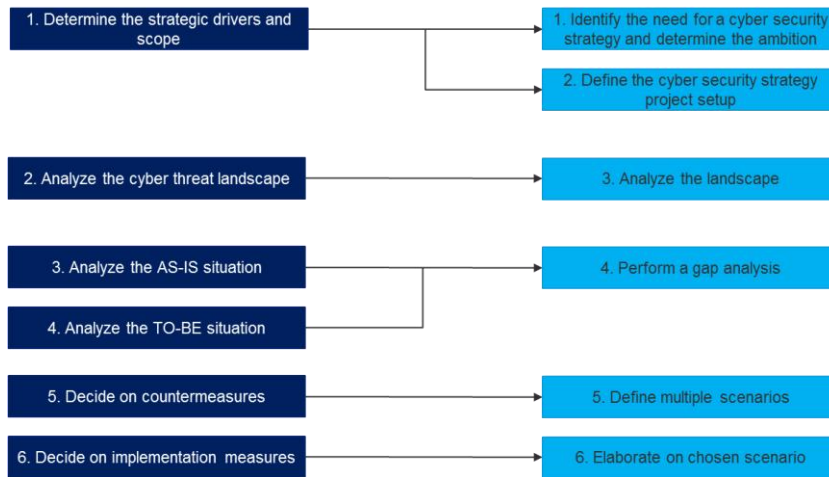 1. Determine the strategic drivers and
scope
1. Identify the need for a cyber security
strategy and determine the ambition
2. Define the cyber security strategy
project setup
2. Analyze the cyber threat landscape
3. Analyze the landscape
3. Analyze the AS-IS situation
4. Perform a gap analysis
4. Analyze the TO-BE situation
5. Decide on countermeasures
5. Define multiple scenarios
6. Decide on implementation measures
6. Elaborate on chosen scenario